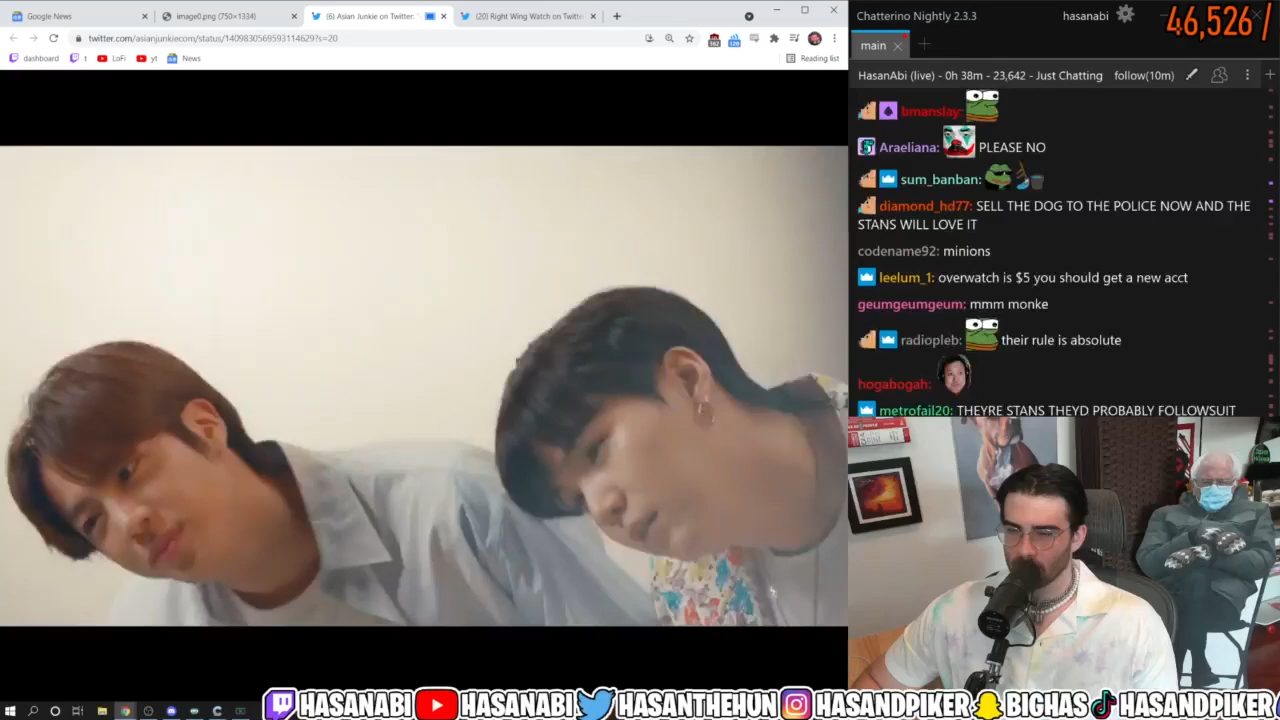 Google News
image0.png (750×1334)
(6) Asian Junkie on Twitter: "
(20) Right Wing Watch on Twitte
twitter.com/asianjunkiecom/status/1409830569593114629?s=20
dashboard
t
LoFi
yt
News
Reading list
Chatterino Nightly 2.3.3
hasanabi
46,526 /
main
HasanAbi (live) - 0h 38m - 23,642 - Just Chatting
follow(10m)
bmanslay:
Araeliana: PLEASE NO
sum_banban:
diamond_hd77: SELL THE DOG TO THE POLICE NOW AND THE
STANS WILL LOVE IT
codename92: minions
leelum_1: overwatch is $5 you should get a new acct
geumgeumgeum: mmm monke
radiopleb: their rule is absolute
hogabogah:
metrofail20: THEYRE STANS THEYD PROBABLY FOLLOWSUIT
HASANABI
HASANABI
HASANTHEHUN
HASANDPIKER
BIGHAS
HASANDPIKER